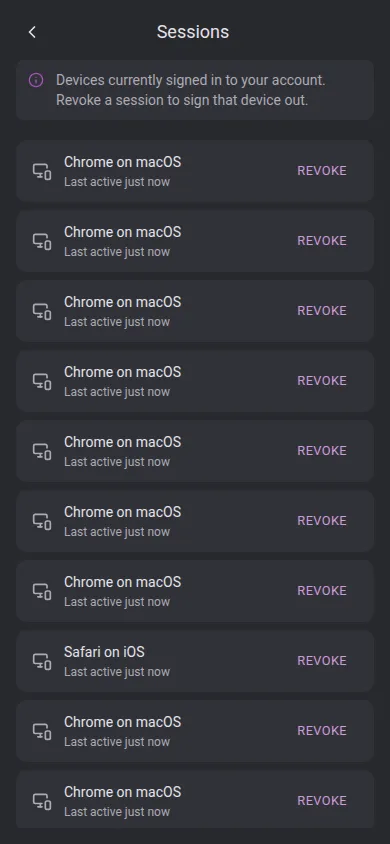 Sessions
Devices currently signed in to your account.
Revoke a session to sign that device out.
Chrome on macOS
REVOKE
Last active just now
Chrome on macOS
REVOKE
Last active just now
Chrome on macOS
REVOKE
Last active just now
Chrome on macOS
REVOKE
Last active just now
Chrome on macOS
REVOKE
Last active just now
Chrome on macOS
REVOKE
Last active just now
Chrome on macOS
REVOKE
Last active just now
Safari on iOS
REVOKE
Last active just now
Chrome on macOS
REVOKE
Last active just now
Chrome on macOS
REVOKE
Last active just now